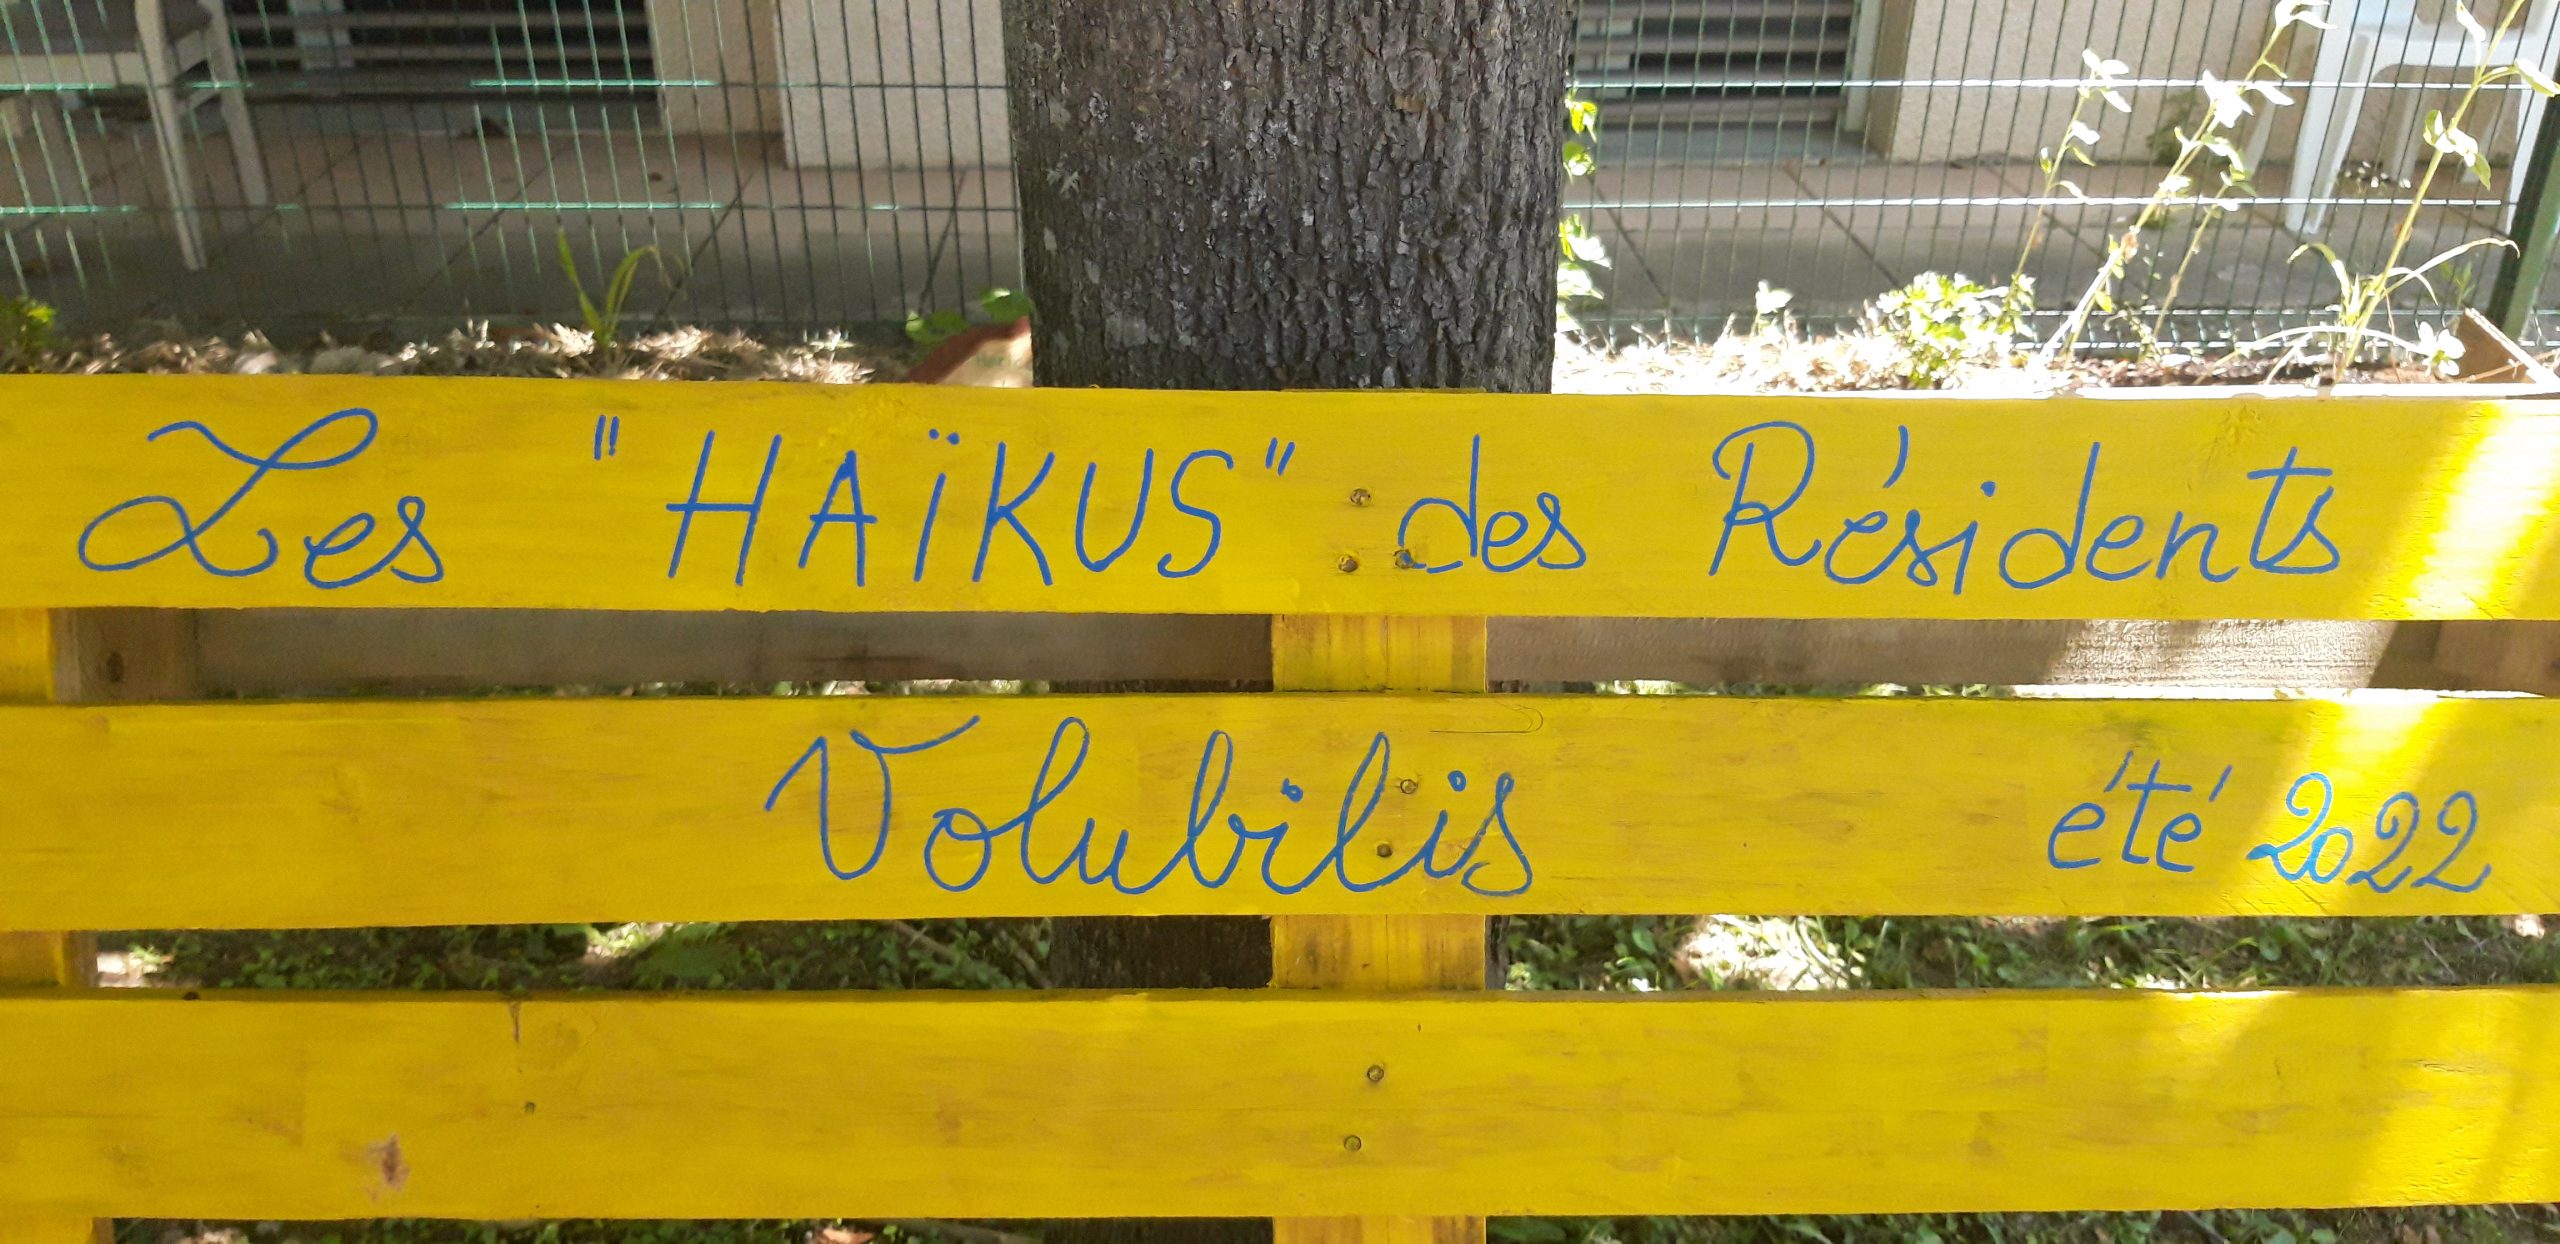 Les "HAÏKUS" des Résidents
Volubilis été 2022